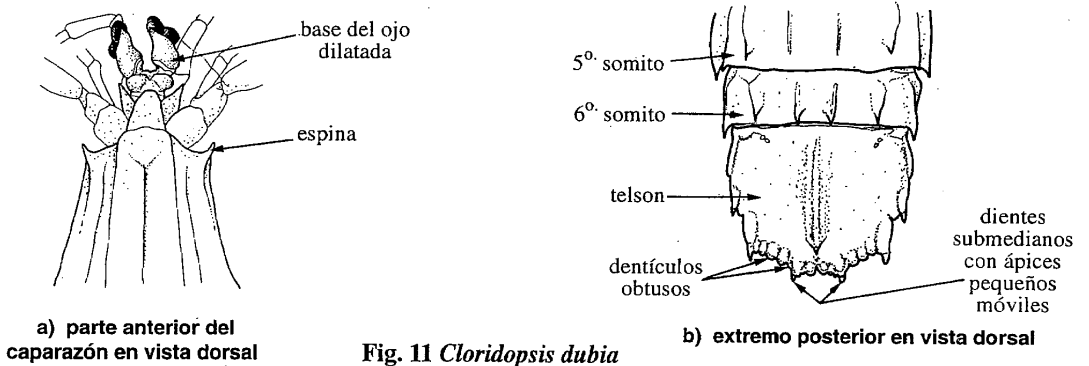 base del ojo
dilatada
espina
a) parte anterior del
caparazón en vista dorsal
5º. somito
6º. somito
telson
dentículos
obtusos
dientes
submedianos
con ápices
pequeños
móviles
b) extremo posterior en vista dorsal
Fig. 11 Cloridopsis dubia